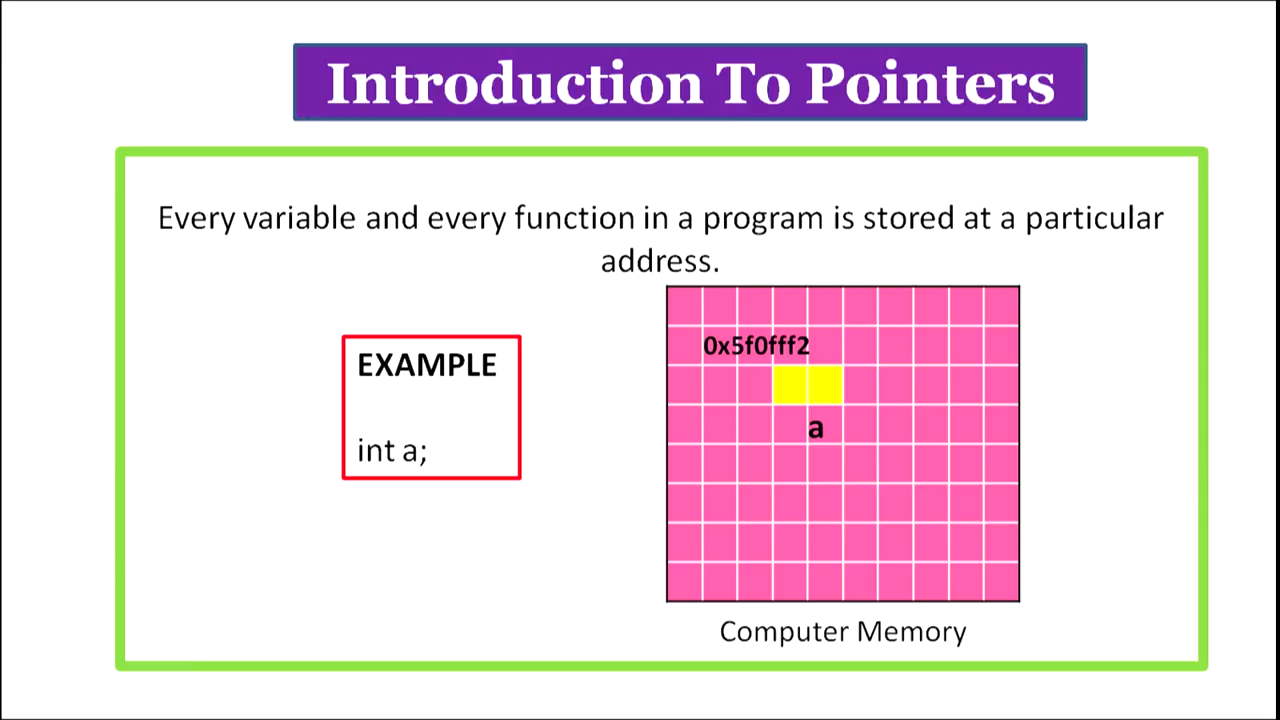 Introduction To Pointers
Every variable and every function in a program is stored at a particular
address.
EXAMPLE
int a;
0x5f0fff2
a
Computer Memory